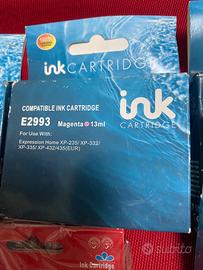 ink CARTRIDGE
COMPATIBLE INK CARTRIDGE
E2993
Magenta 13ml
For Use With:
Expression Home XP-235/ XP-332/
XP-335/ XP-432/435(EUR)
ink
CARTRIDGE
Ink Cartridge
subito